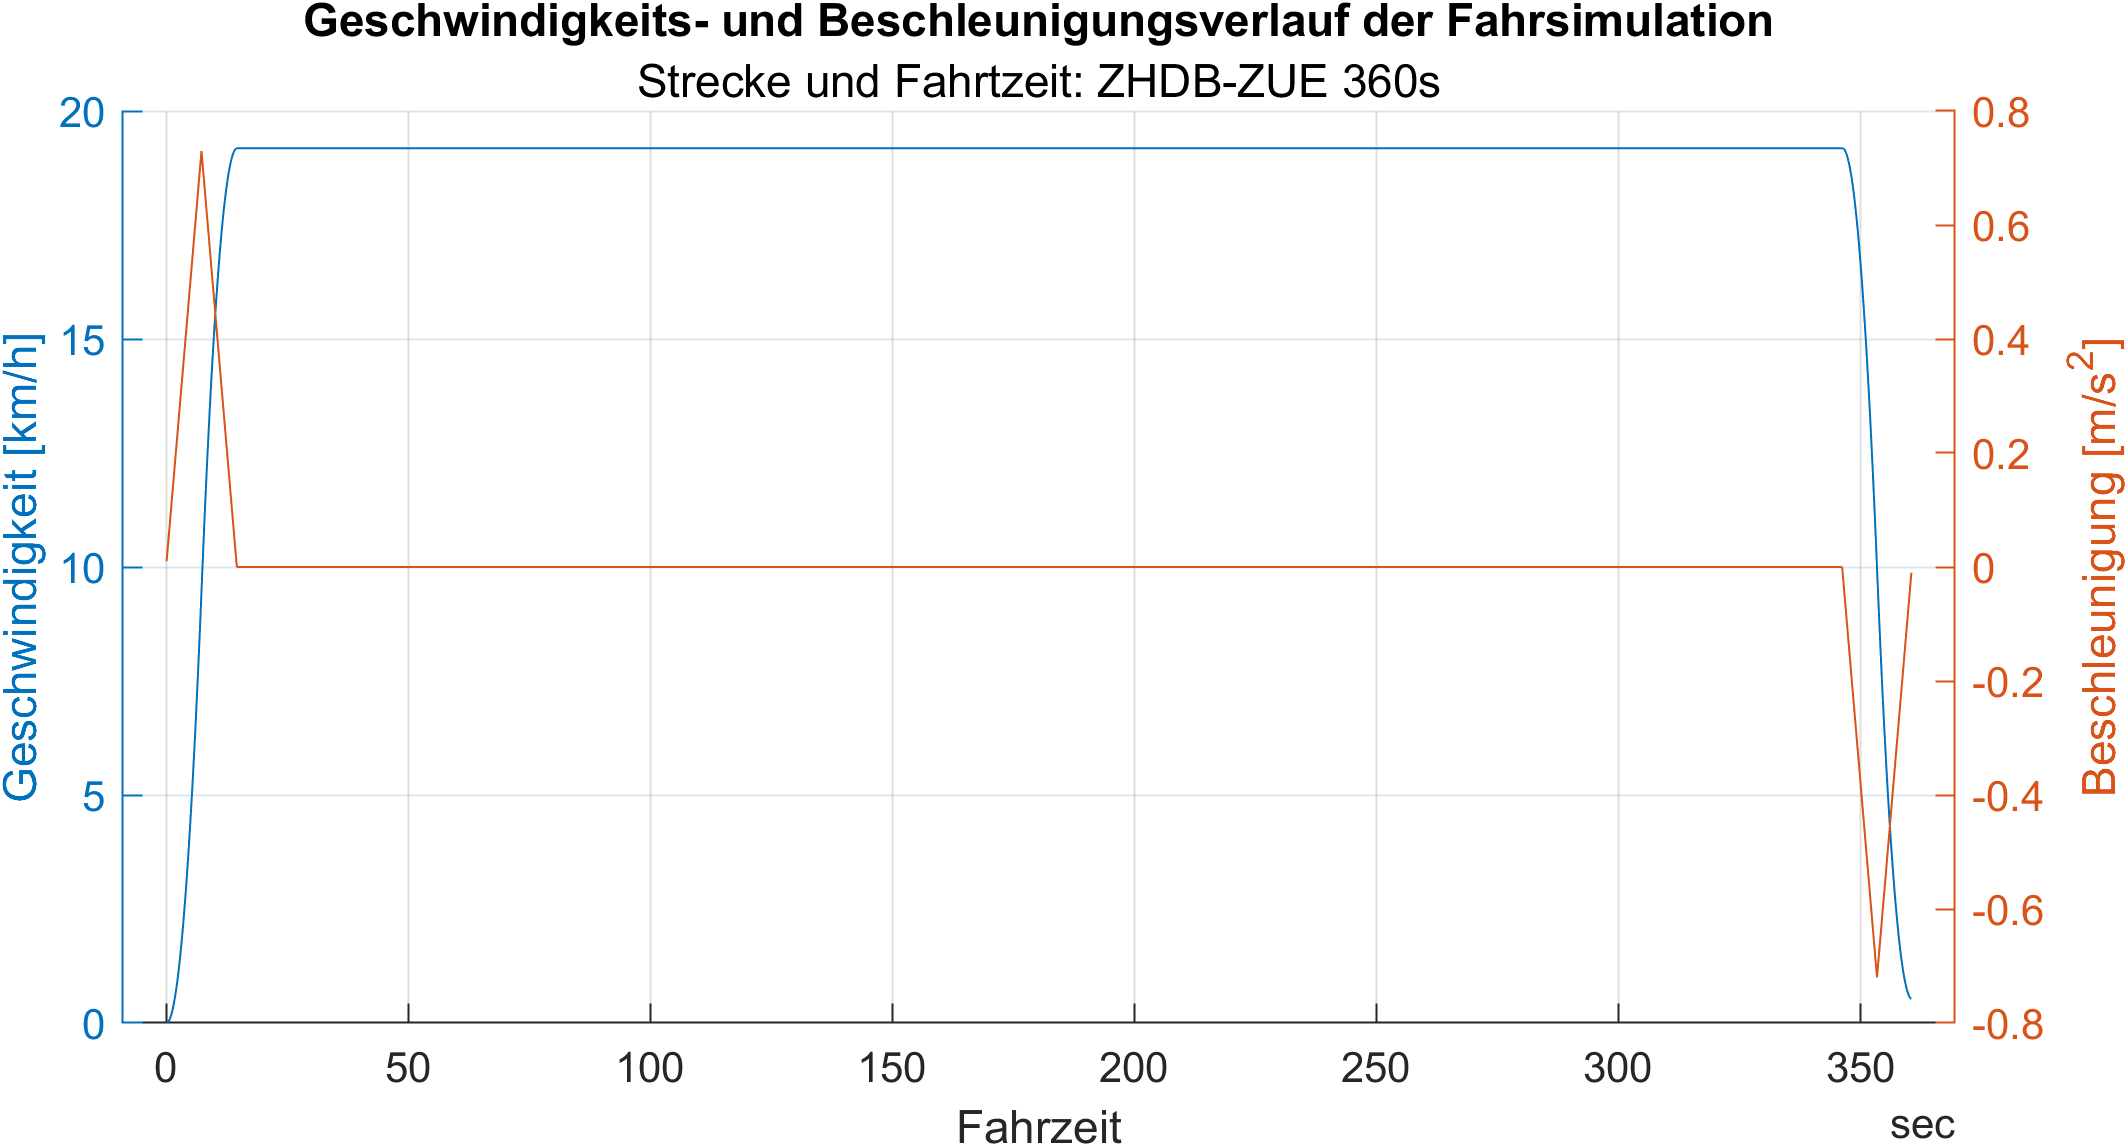 Geschwindigkeits- und Beschleunigungsverlauf der Fahrsimulation
Strecke und Fahrtzeit: ZHDB-ZUE 360s
Geschwindigkeit [km/h]
20
15
10
5
0
0.8
0.6
0.4
0.2
0
-0.2
-0.4
-0.6
-0.8
Beschleunigung [m/s²]
0 50 100 150 200 250 300 350
Fahrzeit
sec